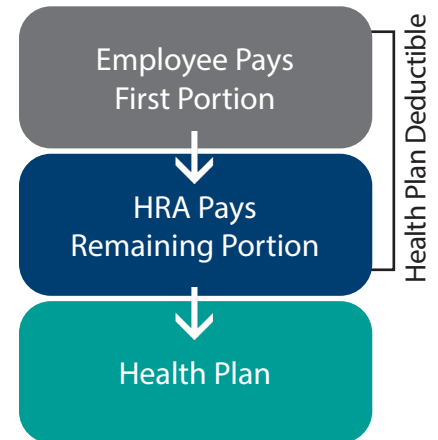 Employee Pays
First Portion
HRA Pays
Remaining Portion
Health Plan
Health Plan Deductible